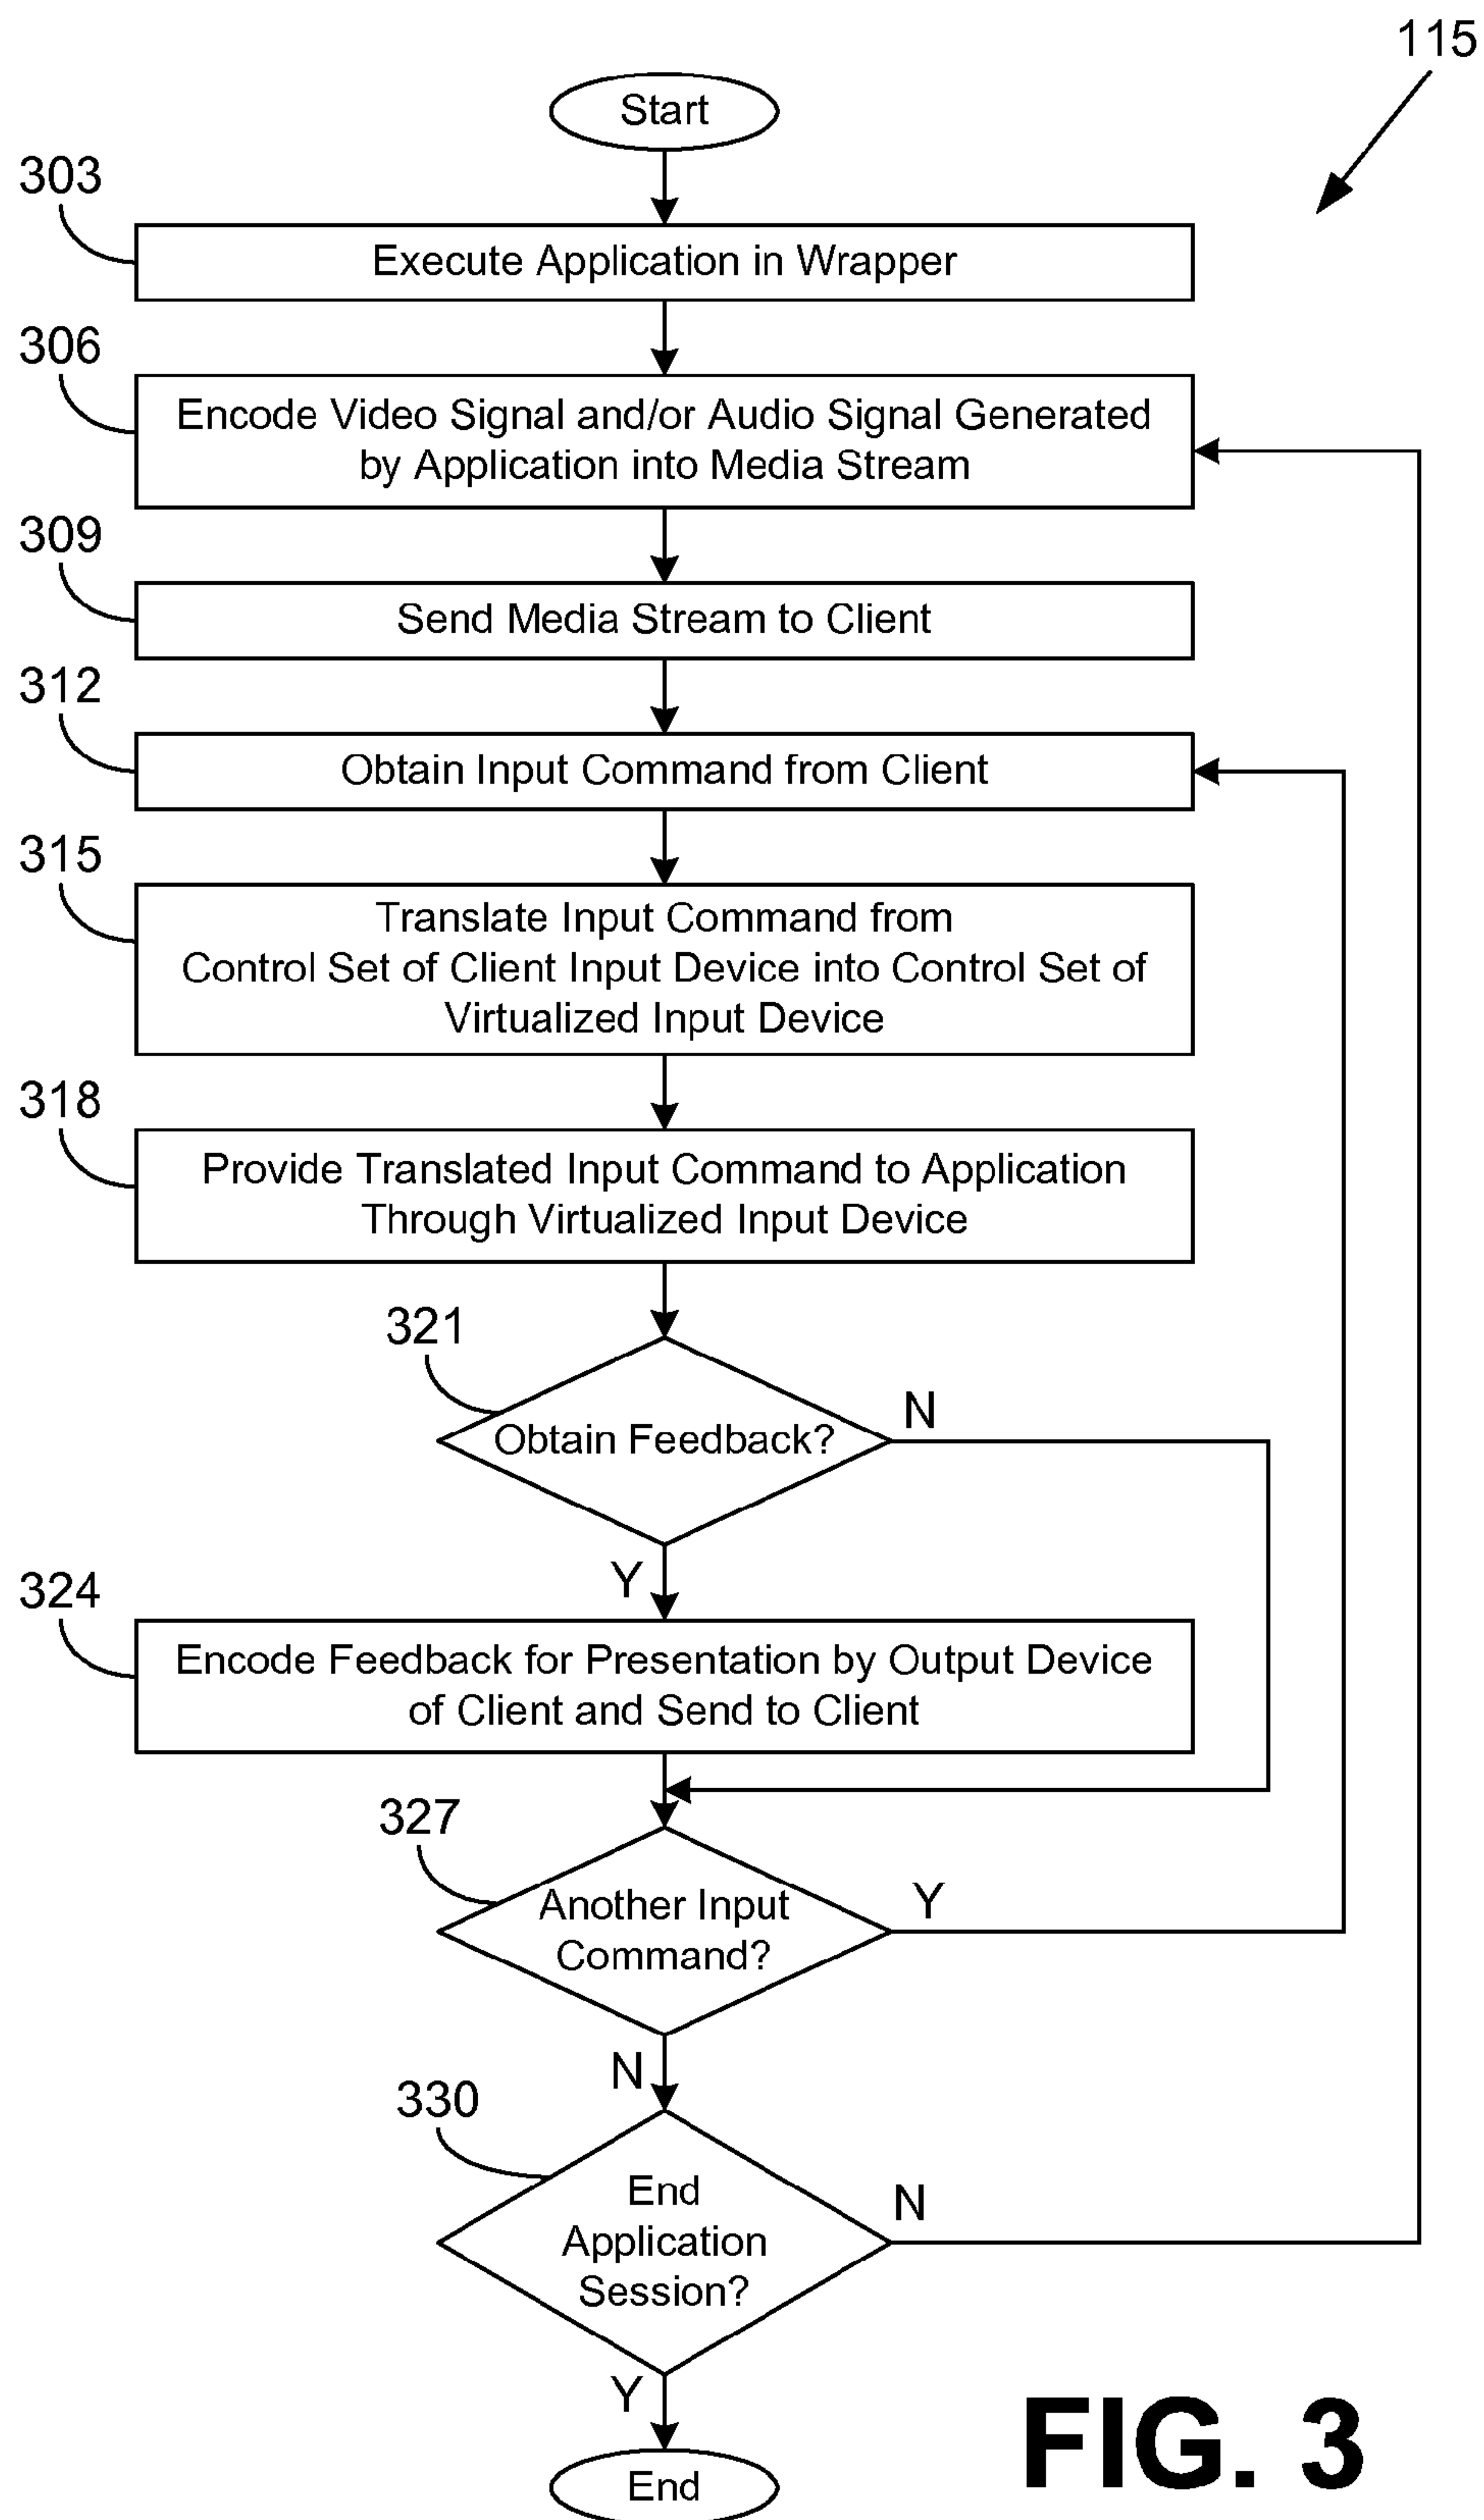 115
Start
303
Execute Application in Wrapper
306
Encode Video Signal and/or Audio Signal Generated
by Application into Media Stream
309
Send Media Stream to Client
312
Obtain Input Command from Client
315
Translate Input Command from
Control Set of Client Input Device into Control Set of
Virtualized Input Device
318
Provide Translated Input Command to Application
Through Virtualized Input Device
321
Obtain Feedback?
N
Y
324
Encode Feedback for Presentation by Output Device
of Client and Send to Client
327
Another Input
Command?
Y
N
330
End
Application
Session?
N
Y
End
FIG. 3